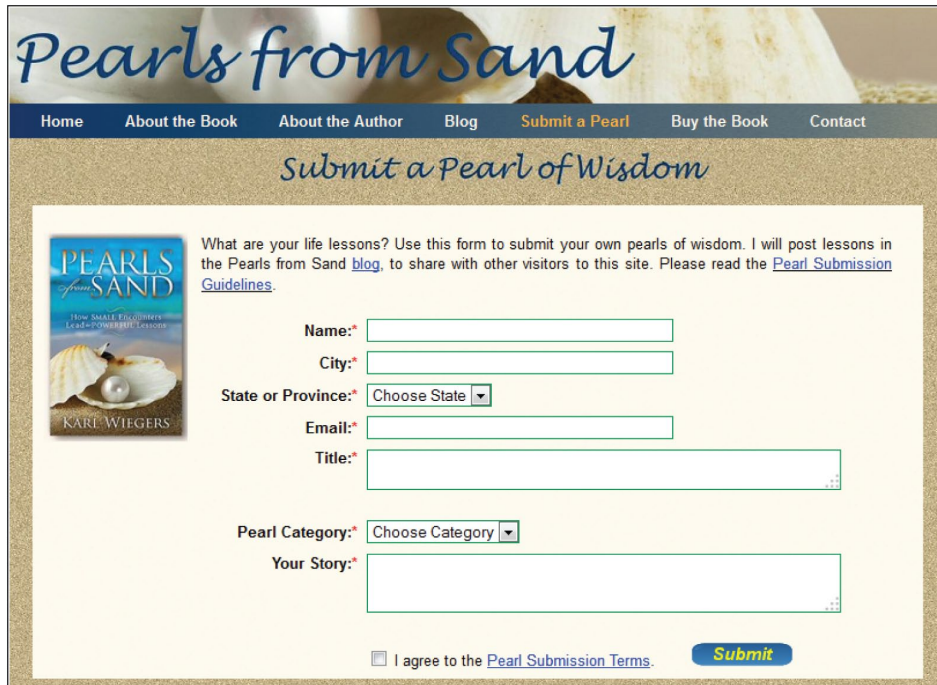 Pearls from Sand
Home About the Book About the Author Blog Submit a Pearl Buy the Book Contact
Submit a Pearl of Wisdom
PEARLS
from SAND
How SMALL Encounters
Lead to POWERFUL Lessons
KARL WIEGERS
What are your life lessons? Use this form to submit your own pearls of wisdom. I will post lessons in
the Pearls from Sand blog, to share with other visitors to this site. Please read the Pearl Submission
Guidelines.
Name:*
City:*
State or Province:* Choose State
Email:*
Title:*
Pearl Category:* Choose Category
Your Story:*
I agree to the Pearl Submission Terms. Submit